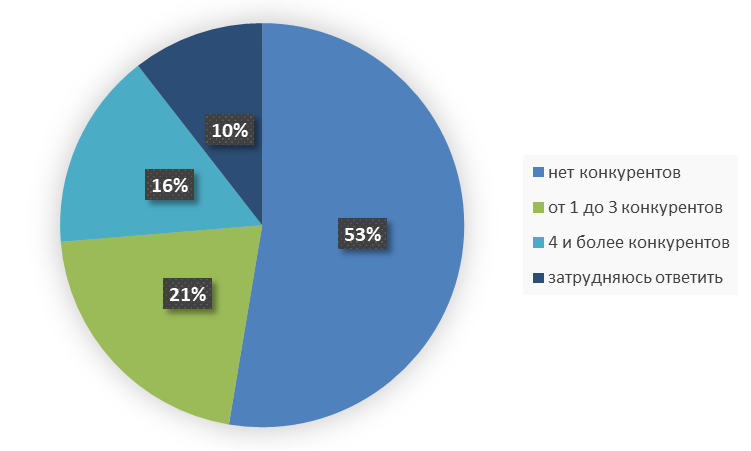 10%
16%
53%
21%
нет конкурентов
от 1 до 3 конкурентов
4 и более конкурентов
затрудняюсь ответить